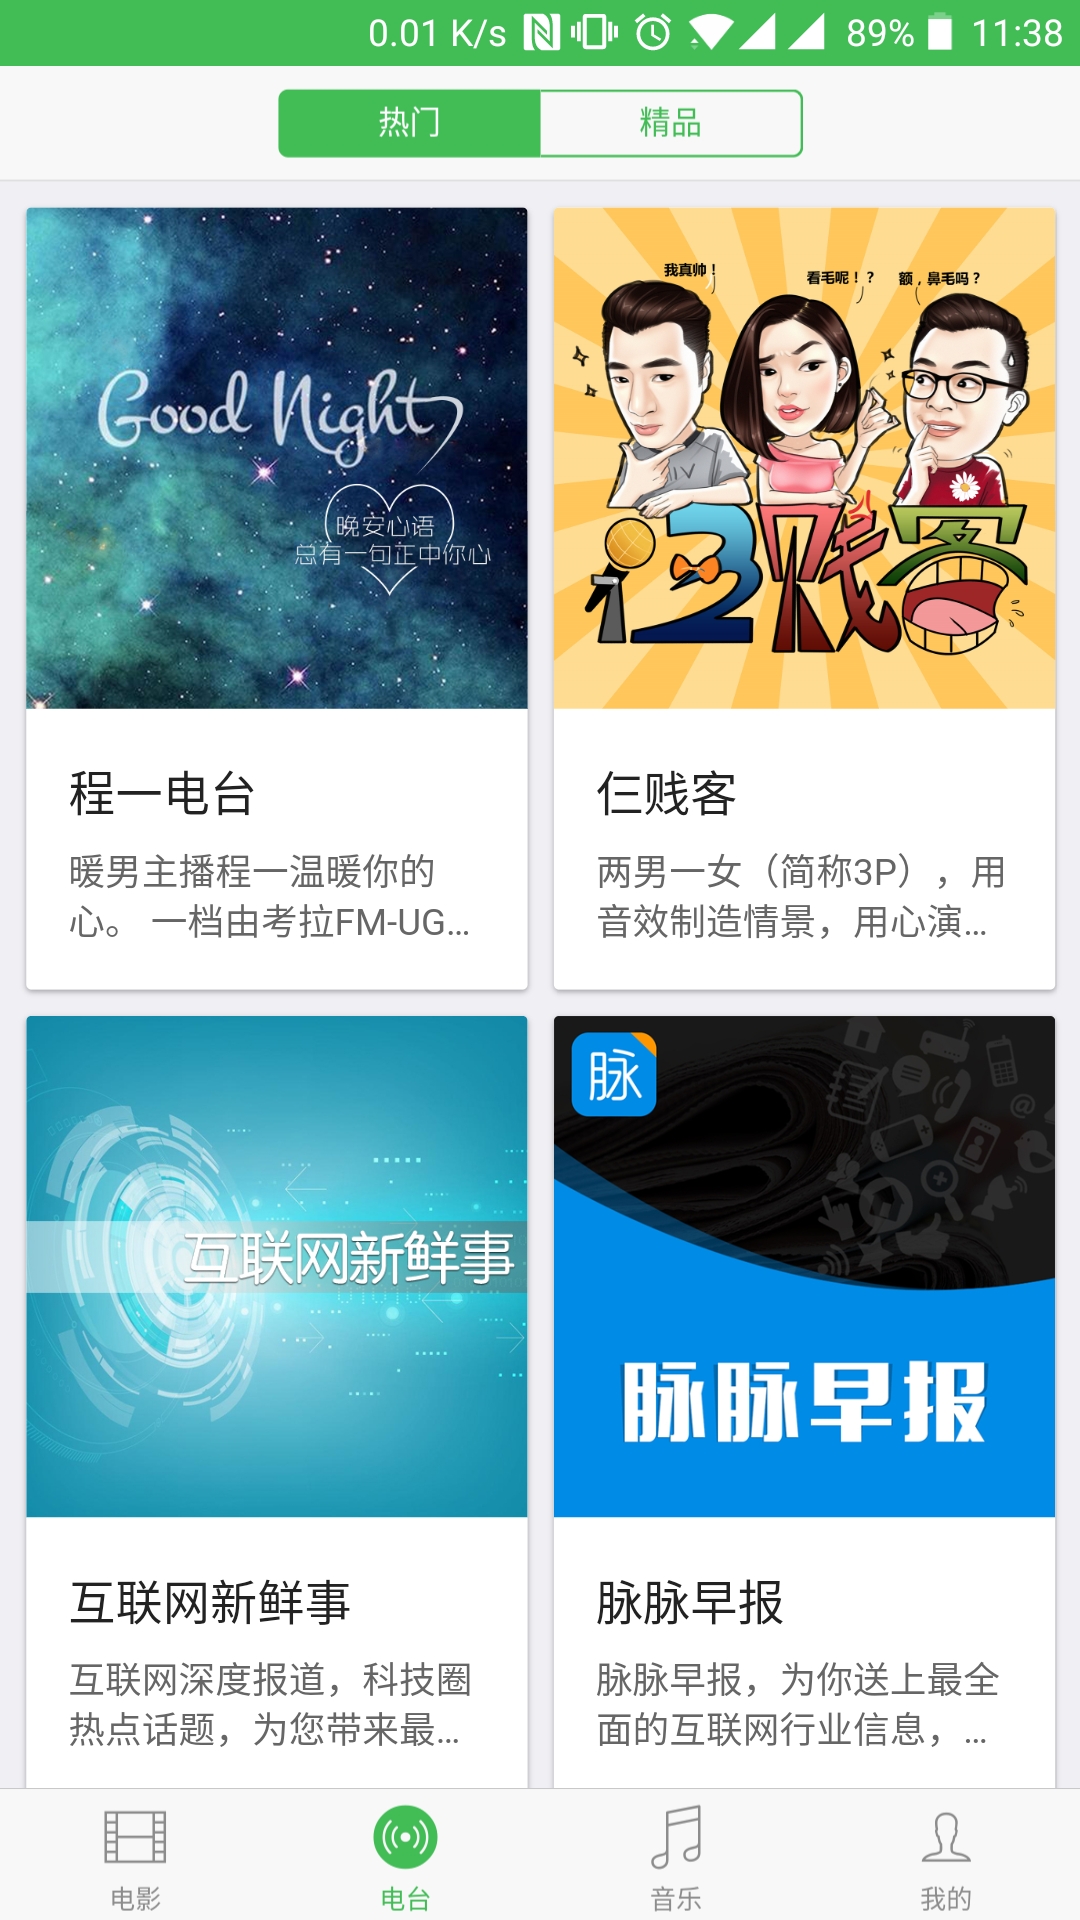 0.01 K/s 89% 11:38
热门 精品
Good Night
晚安心语
总有一句正中你心
我真帅！
看毛呢！？
额，鼻毛吗？
仨贱客
程一电台
暖男主播程一温暖你的
心。 一档由考拉FM-UG...
仨贱客
两男一女（简称3P），用
音效制造情景，用心演...
互联网新鲜事
脉
脉脉早报
互联网新鲜事
互联网深度报道，科技圈
热点话题，为您带来最...
脉脉早报
脉脉早报，为你送上最全
面的互联网行业信息，...
电影 电台 音乐 我的